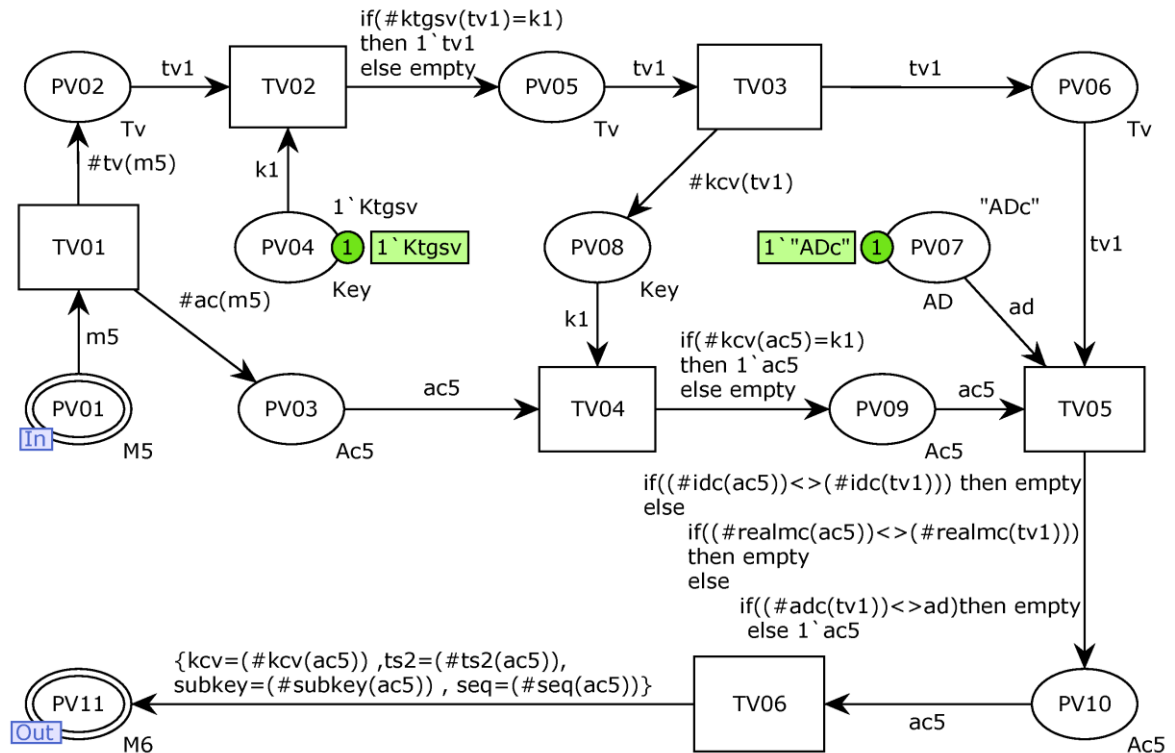 if(#ktgsv(tv1)=k1)
then 1`tv1
else empty
PV02
tv1
TV02
PV05
tv1
TV03
tv1
PV06
Tv
Tv
Tv
#tv(m5)
k1
#kcv(tv1)
1`Ktgsv
"ADc"
TV01
PV04
1
1`Ktgsv
PV08
1`"ADc"
1
PV07
tv1
Key
Key
AD
#ac(m5)
ad
m5
k1
if(#kcv(ac5)=k1)
then 1`ac5
else empty
PV01
In
M5
PV03
Ac5
ac5
TV04
PV09
Ac5
ac5
TV05
if((#idc(ac5))<>(#idc(tv1))) then empty
else
if((#realmc(ac5))<>(#realmc(tv1)))
then empty
else
if((#adc(tv1))<>ad)then empty
else 1`ac5
{kcv=(#kcv(ac5)) ,ts2=(#ts2(ac5)),
subkey=(#subkey(ac5)) , seq=(#seq(ac5))}
PV11
Out
M6
TV06
ac5
PV10
Ac5